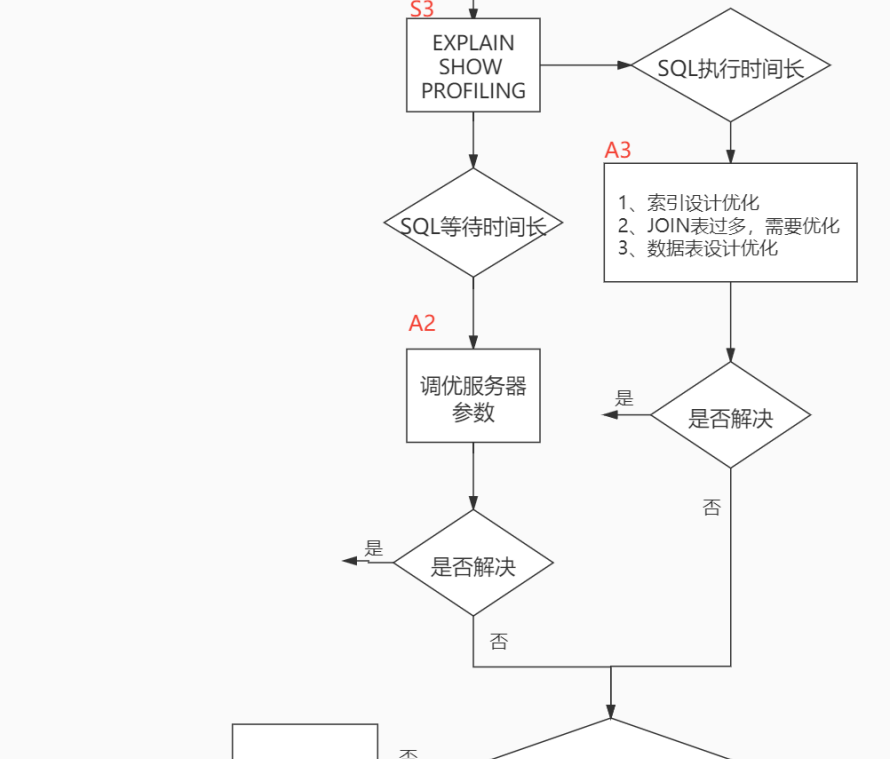 S3
EXPLAIN
SHOW
PROFILING
SQL执行时间长
A3
1、索引设计优化
2、JOIN表过多，需要优化
3、数据表设计优化
SQL等待时间长
A2
调优服务器
参数
是
是否解决
否
是
是否解决
否
否